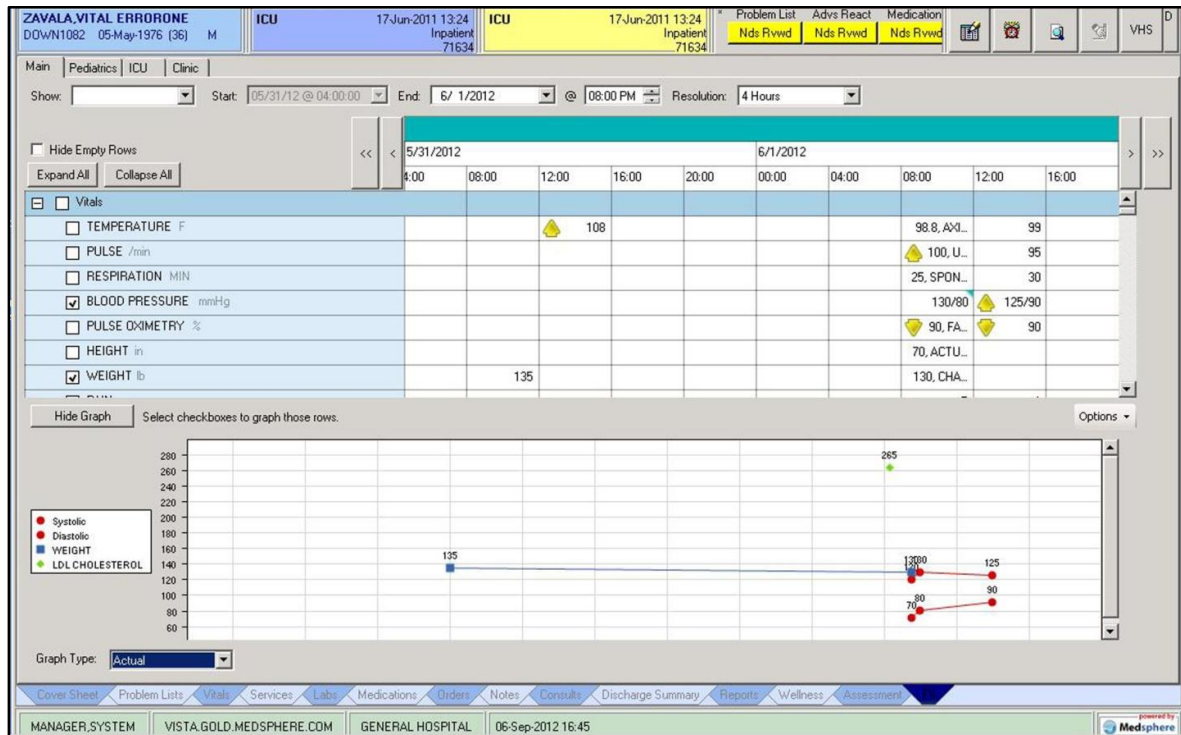 ZAVALA,VITAL ERRORONE
DOWN1082 05-May-1976 (36) M
ICU 17-Jun-2011 13:24
Inpatient
71634
ICU 17-Jun-2011 13:24
Inpatient
71634
* Problem List Advs React Medication
Nds Rvwd Nds Rvwd Nds Rvwd
VHS
D
Main Pediatrics ICU Clinic
Show: Start: 05/31/12 @ 04:00:00 End: 6/ 1/2012 @ 08:00 PM Resolution: 4 Hours
Hide Empty Rows << < 5/31/2012 6/1/2012 > >>
Expand All Collapse All 4:00 08:00 12:00 16:00 20:00 00:00 04:00 08:00 12:00 16:00
Vitals
TEMPERATURE F 108 98.8, AXI... 99
PULSE /min 100, U... 95
RESPIRATION MIN 25, SPON... 30
BLOOD PRESSURE mmHg 130/80 125/90
PULSE OXIMETRY % 90, FA... 90
HEIGHT in 70, ACTU...
WEIGHT lb 135 130, CHA...
Hide Graph Select checkboxes to graph those rows. Options
280
260
240
220
200
180
160
140
120
100
80
60
Systolic
Diastolic
WEIGHT
LDL CHOLESTEROL
265
135
125
90
80
70
Graph Type: Actual
Cover Sheet Problem Lists Vitals Services Labs Medications Orders Notes Consults Discharge Summary Reports Wellness Assessment
MANAGER,SYSTEM VISTA.GOLD.MEDSPHERE.COM GENERAL HOSPITAL 06-Sep-2012 16:45
powered by
Medsphere